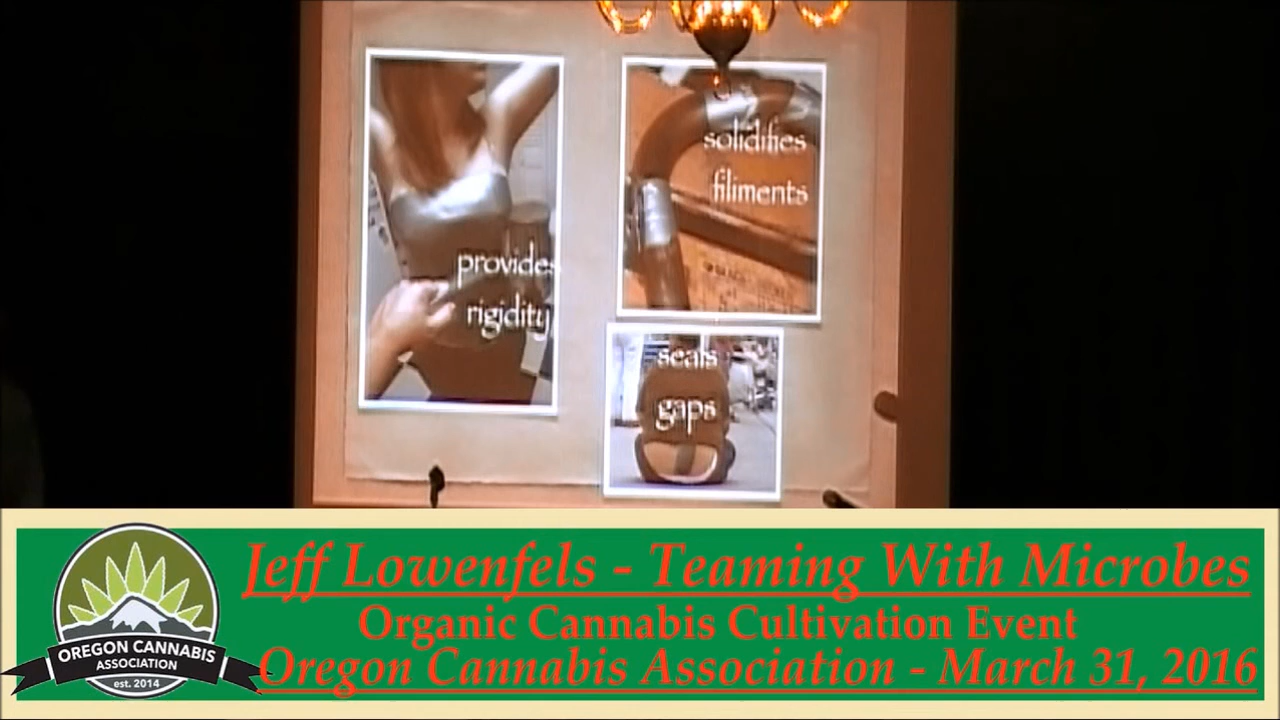 provides
rigidity
solidifies
filiments
seals
gaps
Jeff Lowenfels - Teaming With Microbes
Organic Cannabis Cultivation Event
Oregon Cannabis Association - March 31, 2016
OREGON CANNABIS
ASSOCIATION
est. 2014